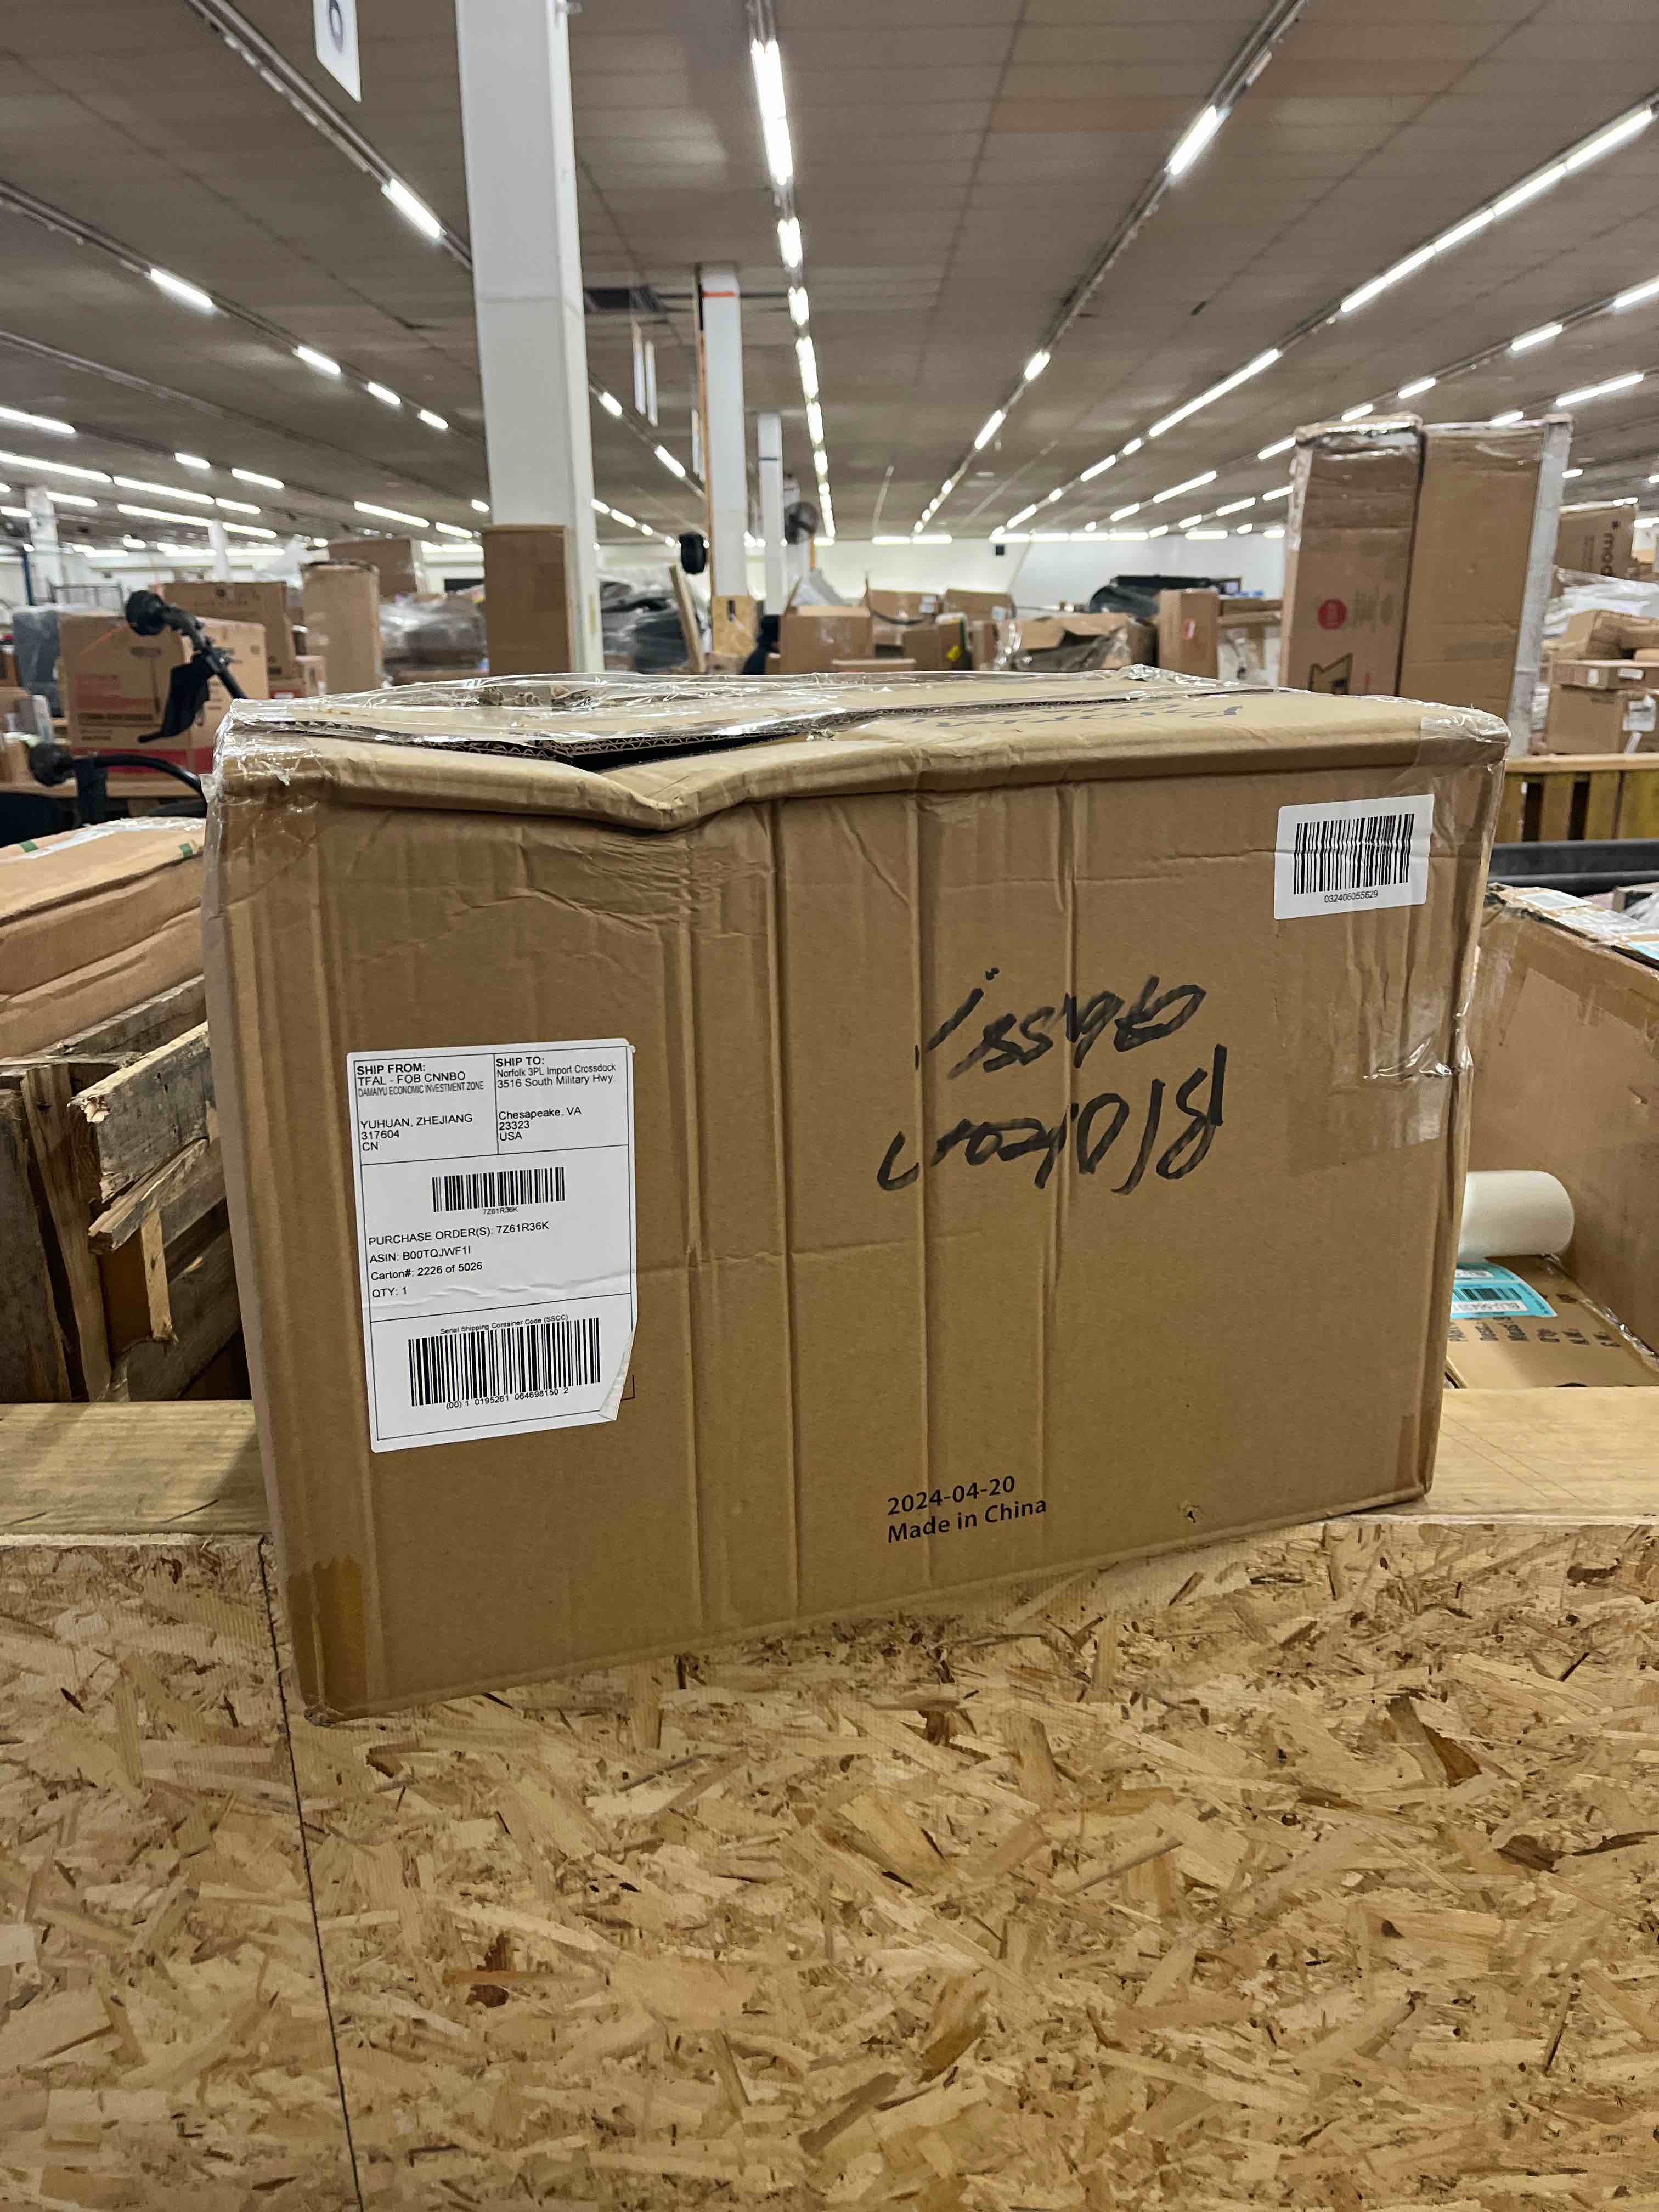 032406055629
SHIP FROM:
TFAL - FOB CNNBO
DAMAIYU ECONOMIC INVESTMENT ZONE
YUHUAN, ZHEJIANG
317604
CN
SHIP TO:
Norfolk 3PL Import Crossdock
3516 South Military Hwy.
Chesapeake, VA
23323
USA
7Z61R36K
PURCHASE ORDER(S): 7Z61R36K
ASIN: B00TQJWF1I
Carton#: 2226 of 5026
QTY: 1
Serial Shipping Container Code (SSCC)
(00) 1 0195261 064698150 2
2024-04-20
Made in China